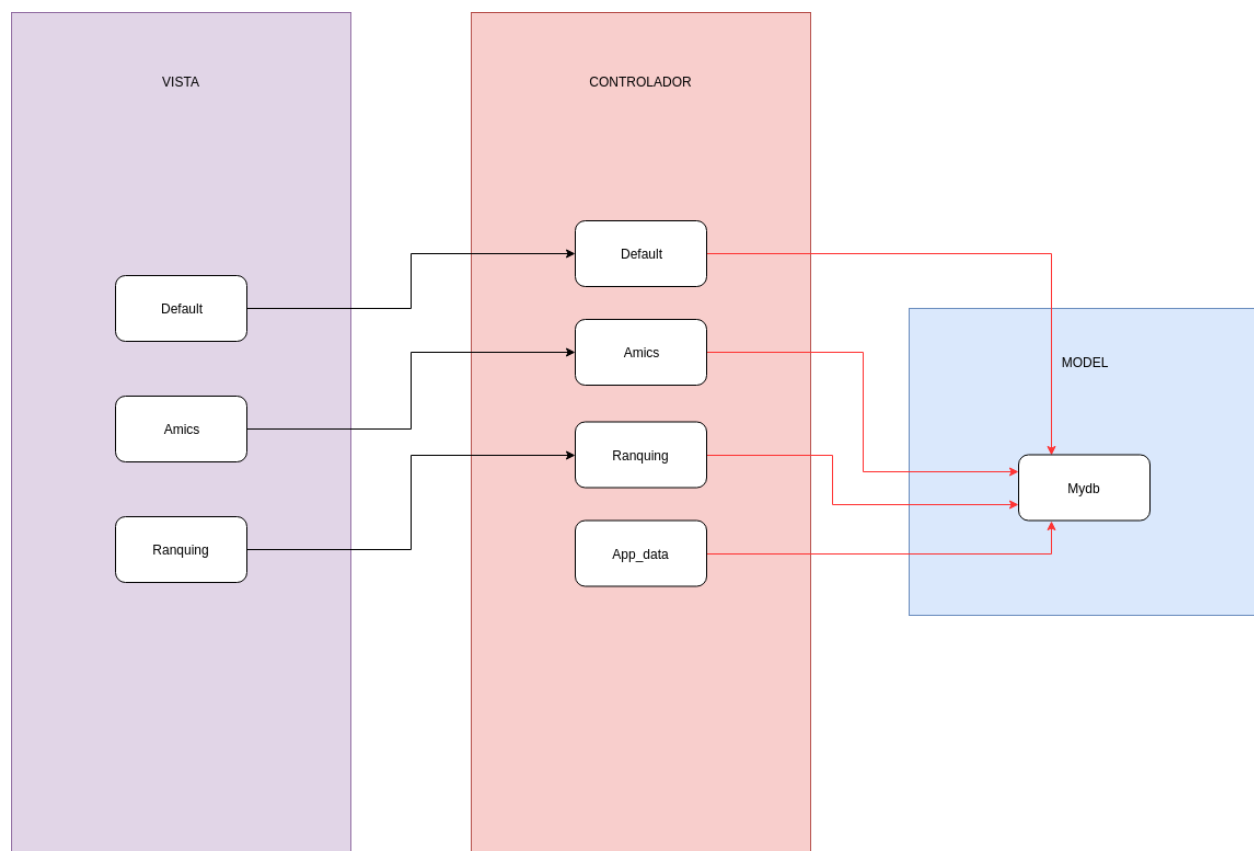 VISTA
Default
Amics
Ranquing
CONTROLADOR
Default
Amics
Ranquing
App_data
MODEL
Mydb